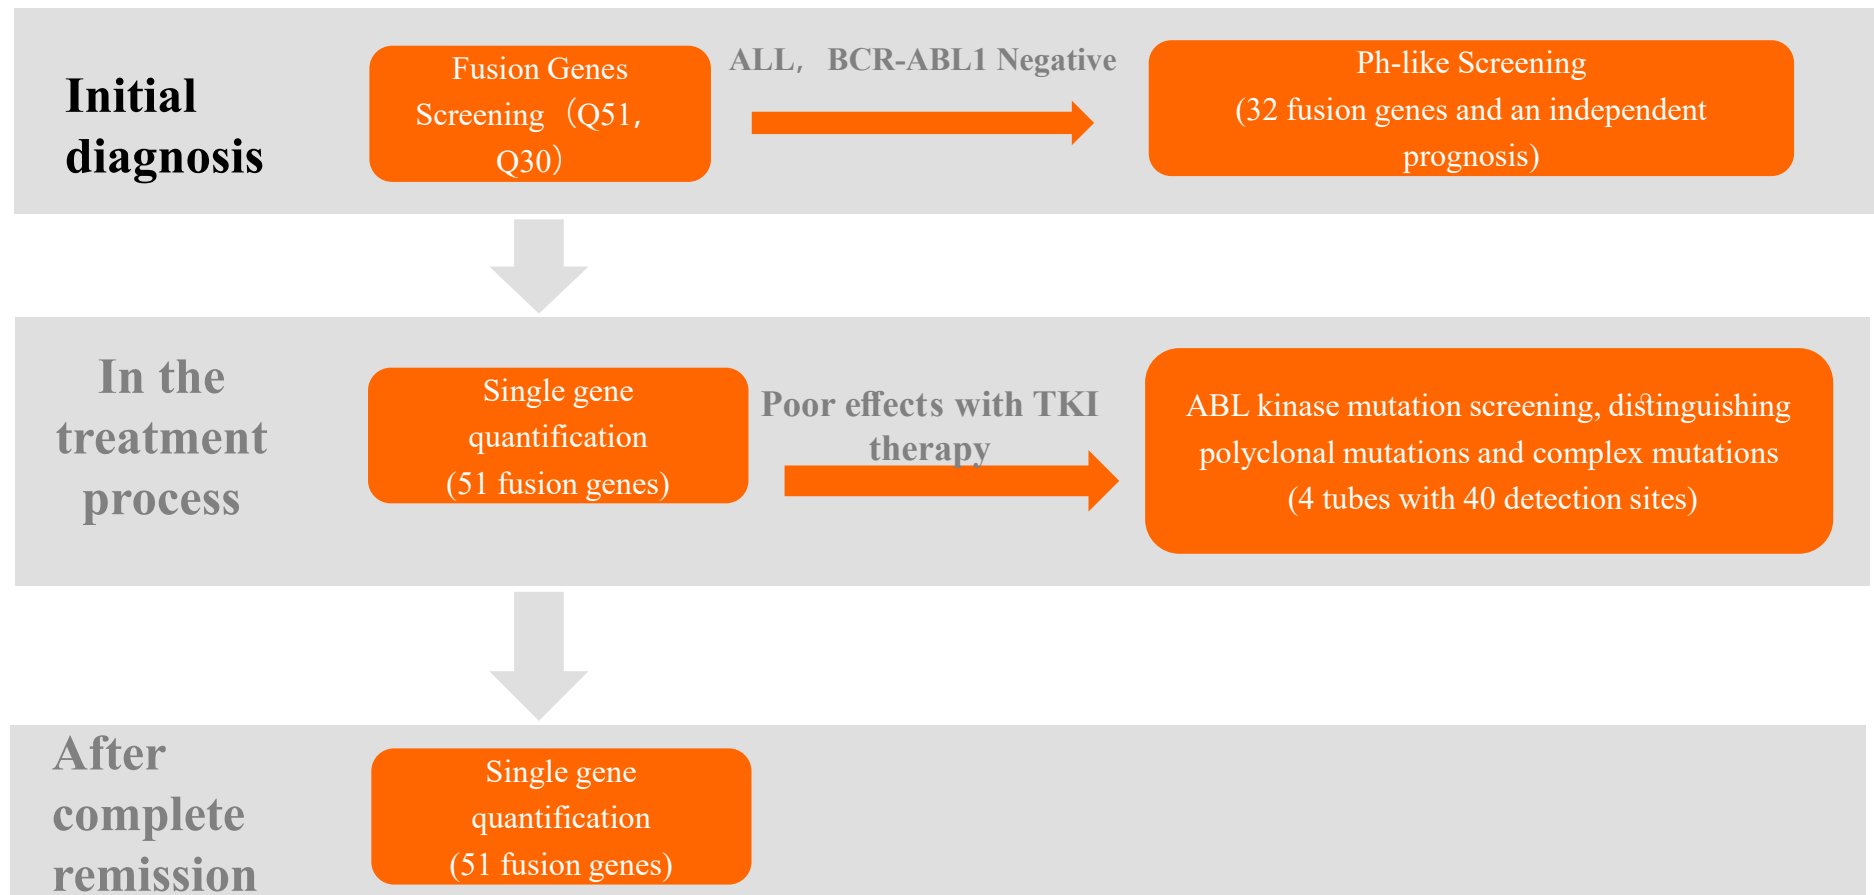 Initial
diagnosis
Fusion Genes
Screening（Q51，
Q30）
ALL， BCR-ABL1 Negative
Ph-like Screening
(32 fusion genes and an independent
prognosis)
In the
treatment
process
Single gene
quantification
(51 fusion genes)
Poor effects with TKI
therapy
ABL kinase mutation screening, distinguishing
polyclonal mutations and complex mutations
(4 tubes with 40 detection sites)
After
complete
remission
Single gene
quantification
(51 fusion genes)